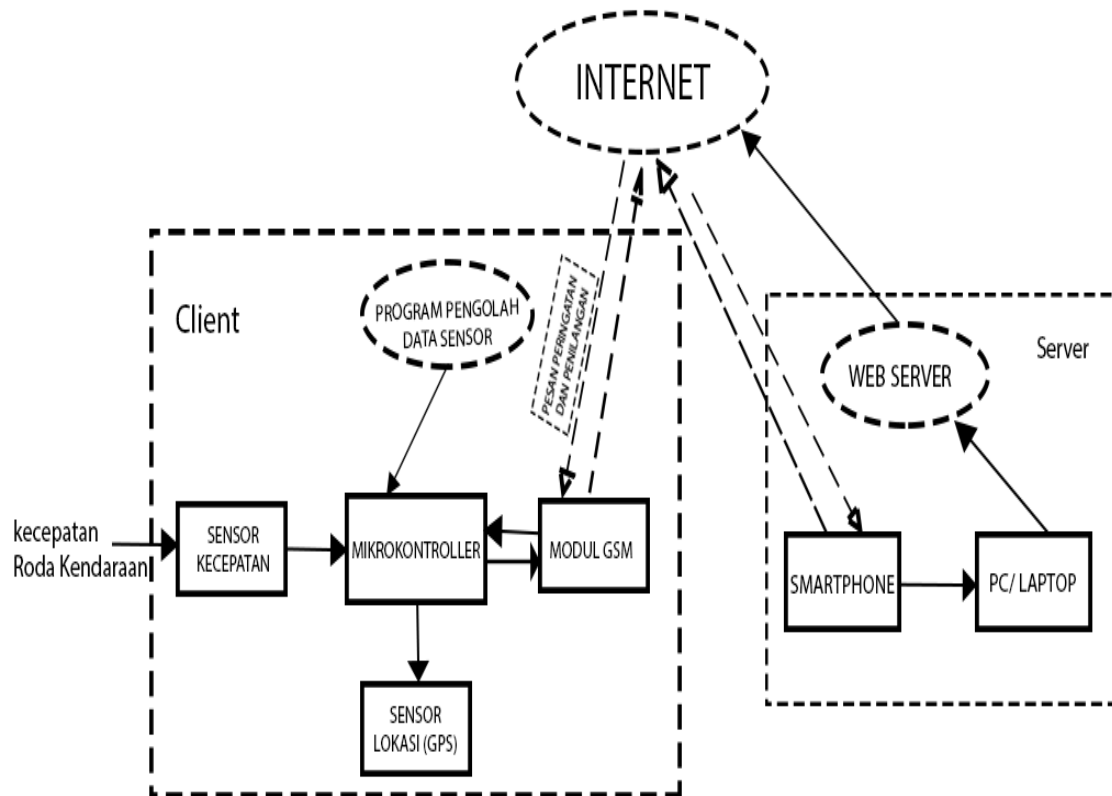 INTERNET
Client
PROGRAM PENGOLAH
DATA SENSOR
PESAN PERINGATAN
DAN PENILANGAN
Server
WEB SERVER
kecepatan
Roda Kendaraan
SENSOR
KECEPATAN
MIKROKONTROLLER
MODUL GSM
SMARTPHONE
PC/ LAPTOP
SENSOR
LOKASI (GPS)